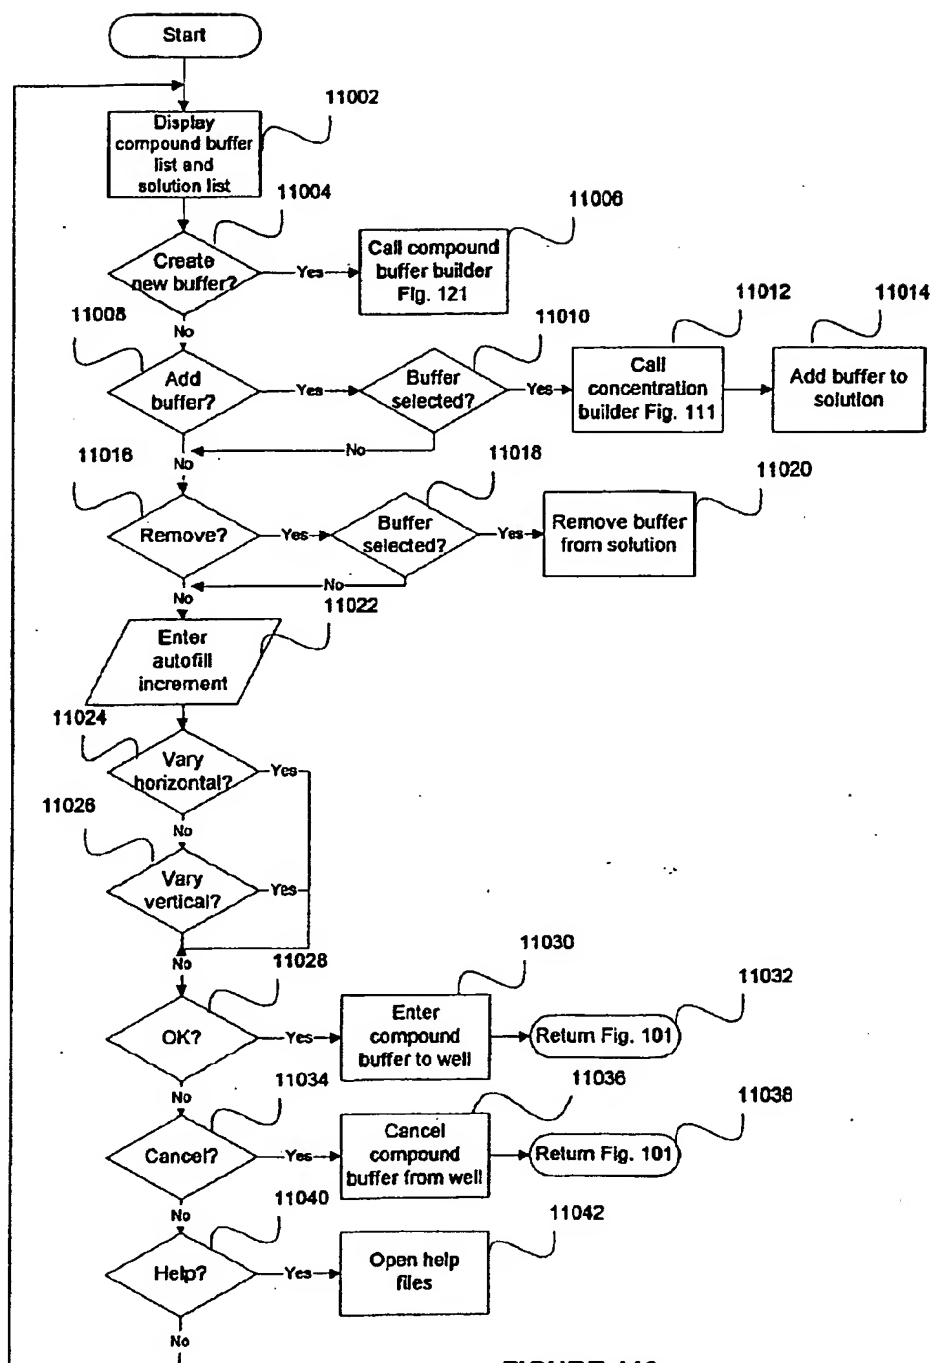 Start
11002
Display
compound buffer
list and
solution list
11004
Create
new buffer?
Yes
11006
Call compound
buffer builder
Fig. 121
No
11008
Add
buffer?
Yes
11010
Buffer
selected?
Yes
11012
Call
concentration
builder Fig. 111
11014
Add buffer to
solution
No
No
11016
Remove?
Yes
11018
Buffer
selected?
Yes
11020
Remove buffer
from solution
No
No
11022
Enter
autofill
increment
11024
Vary
horizontal?
Yes
No
11026
Vary
vertical?
Yes
No
11028
OK?
Yes
11030
Enter
compound
buffer to well
11032
Return Fig. 101
No
11034
Cancel?
Yes
11036
Cancel
compound
buffer from well
11038
Return Fig. 101
No
11040
Help?
Yes
11042
Open help
files
No